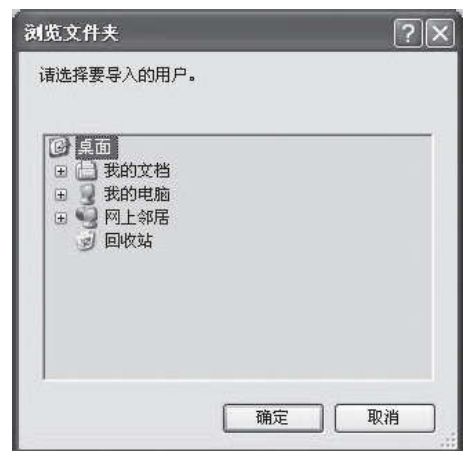 浏览文件夹
请选择要导入的用户。
桌面
我的文档
我的电脑
网上邻居
回收站
确定 取消